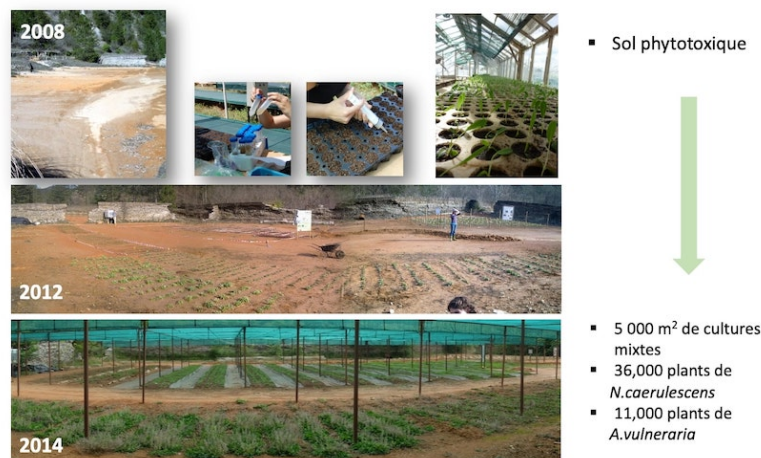 2008
▪ Sol phytotoxique
2012
2014
▪ 5 000 m² de cultures
mixtes
▪ 36,000 plants de
N.caerulescens
▪ 11,000 plants de
A.vulneraria